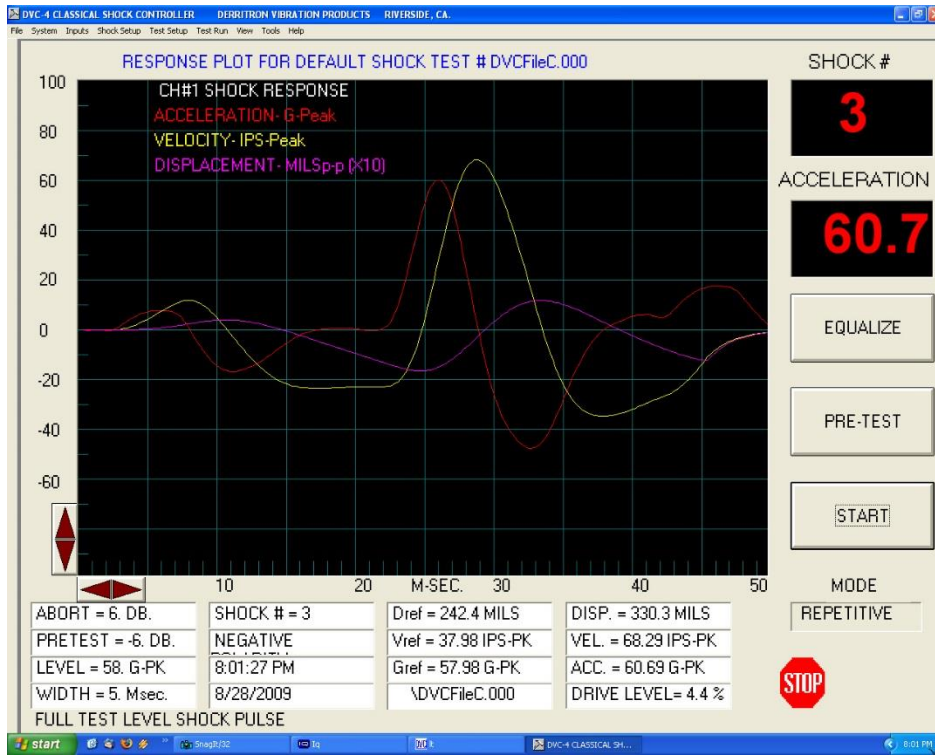 DVC-4 CLASSICAL SHOCK CONTROLLER DERRITRON VIBRATION PRODUCTS RIVERSIDE, CA.
File System Inputs Shock Setup Test Setup Test Run View Tools Help
RESPONSE PLOT FOR DEFAULT SHOCK TEST # DVCFileC.000
SHOCK #
3
ACCELERATION
60.7
CH#1 SHOCK RESPONSE
ACCELERATION- G-Peak
VELOCITY- IPS-Peak
DISPLACEMENT- MILSp-p (X10)
100
80
60
40
20
0
-20
-40
-60
10 20 M-SEC. 30 40 50
EQUALIZE
PRE-TEST
START
MODE
REPETITIVE
STOP
ABORT = 6. DB. SHOCK # = 3 Dref = 242.4 MILS DISP. = 330.3 MILS
PRETEST = -6. DB. NEGATIVE Vref = 37.98 IPS-PK VEL. = 68.29 IPS-PK
LEVEL = 58. G-PK 8:01:27 PM Gref = 57.98 G-PK ACC. = 60.69 G-PK
WIDTH = 5. Msec. 8/28/2009 \DVCFileC.000 DRIVE LEVEL= 4.4 %
FULL TEST LEVEL SHOCK PULSE
start SnagIt/32 DVC-4 CLASSICAL SH... 8:01 PM